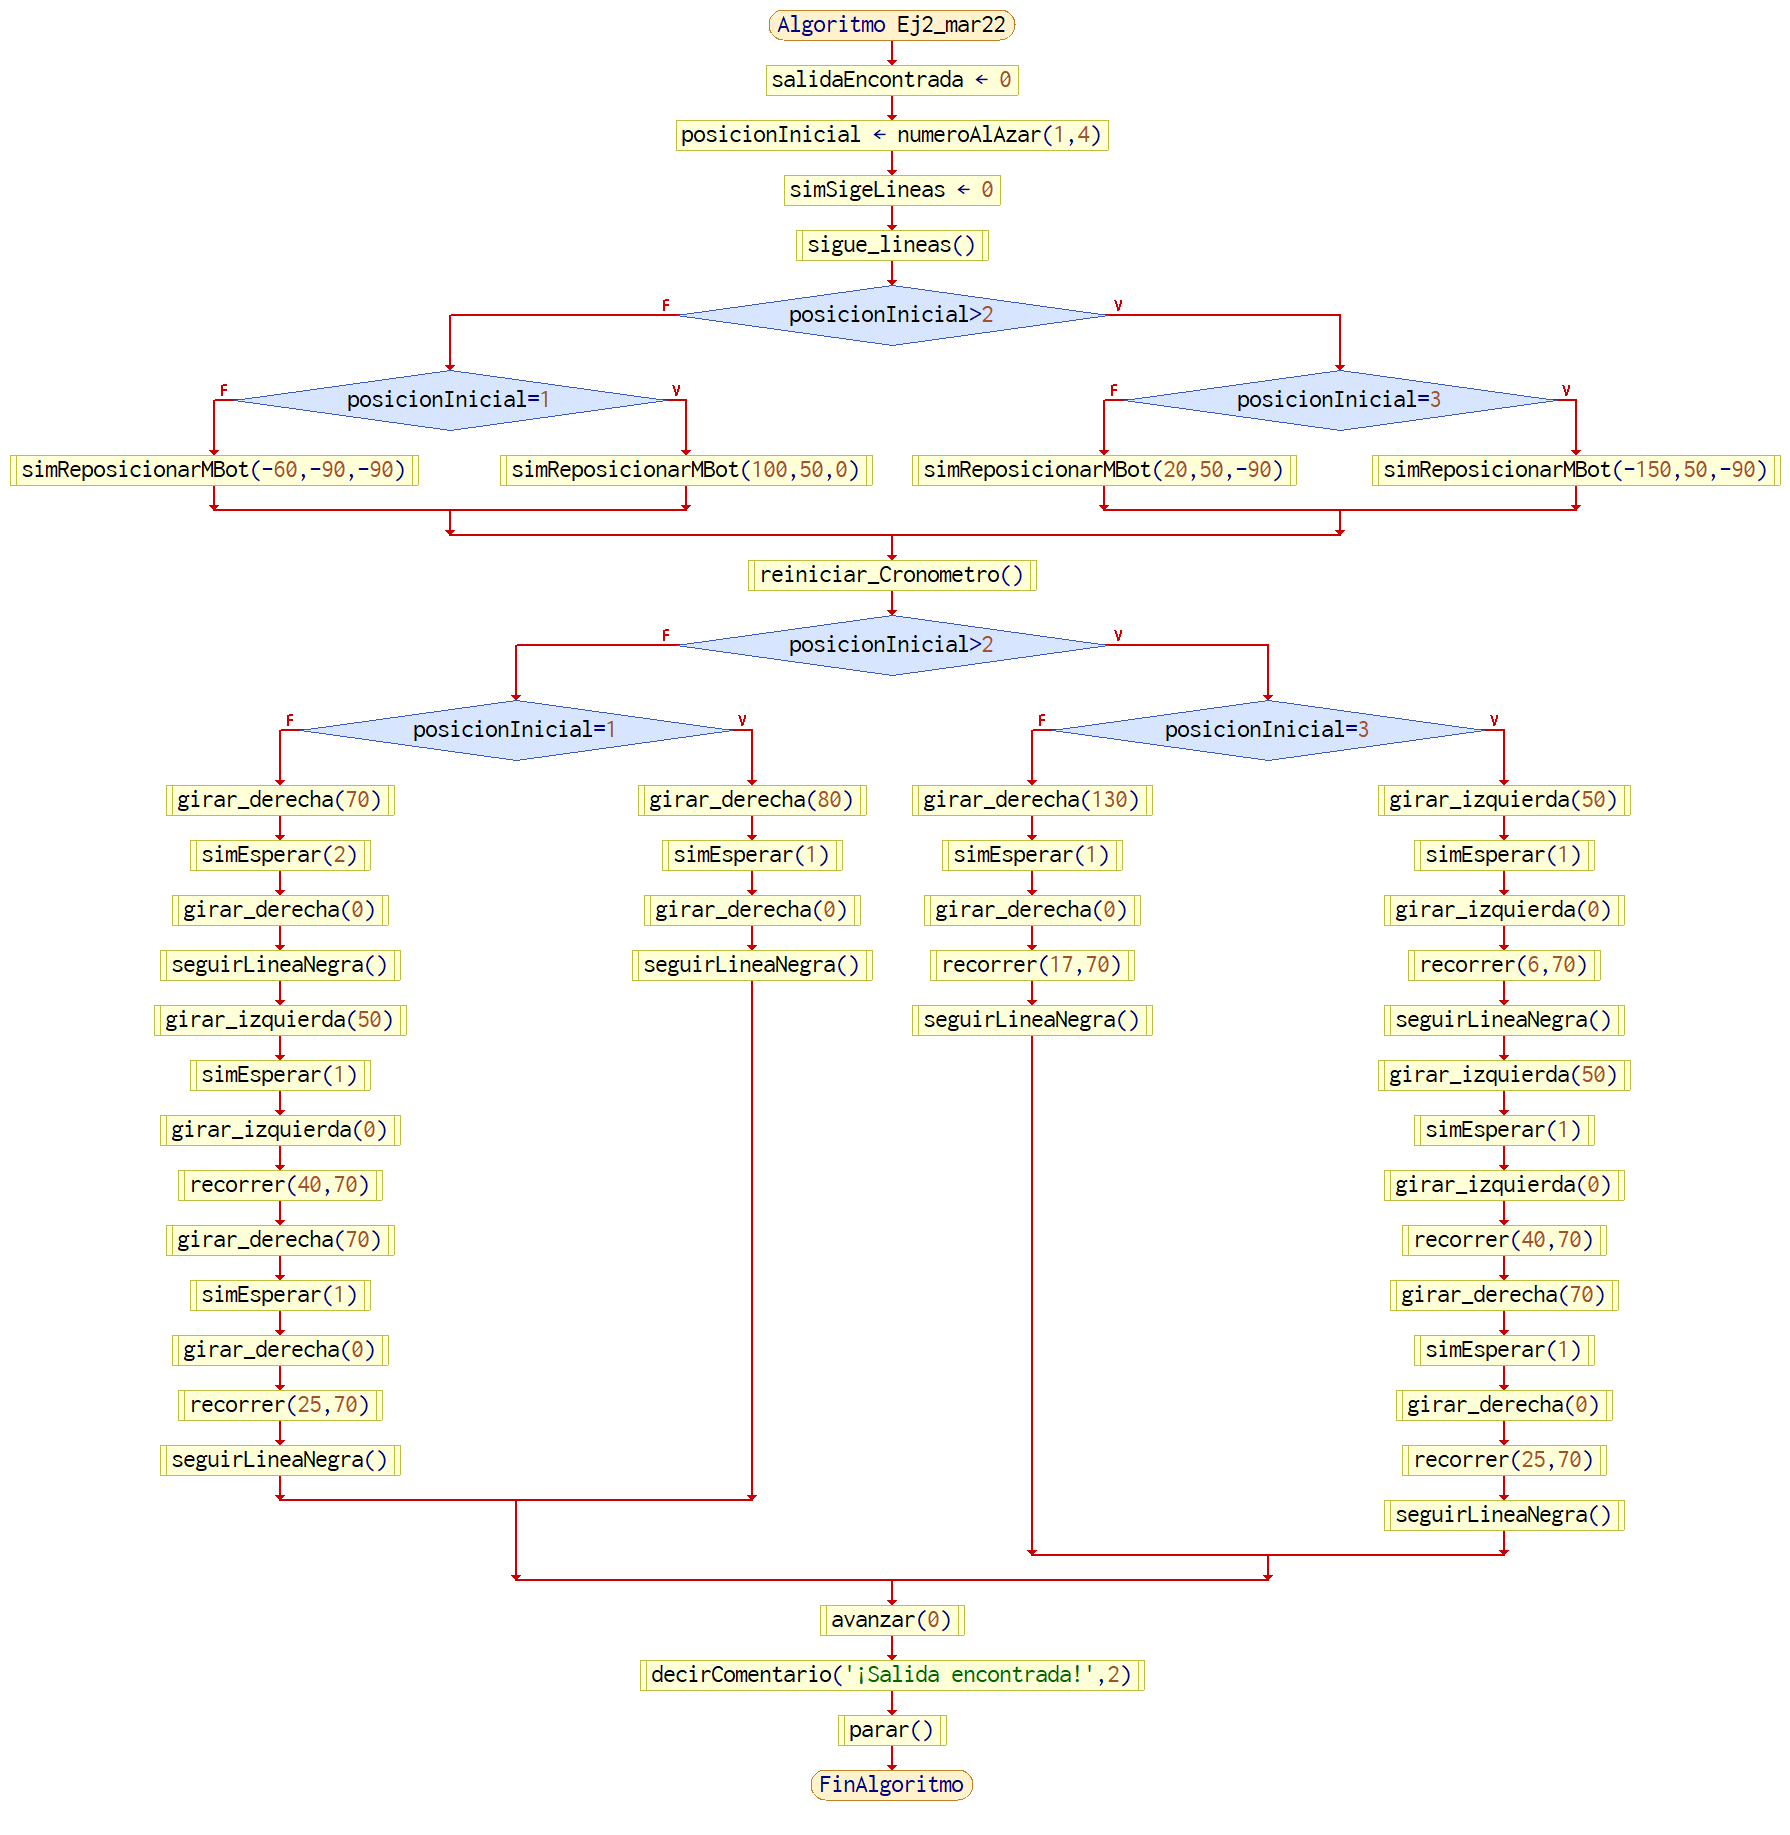 Algoritmo Ej2_mar22
salidaEncontrada ← 0
posicionInicial ← numeroAlAzar(1,4)
simSigeLineas ← 0
sigue_lineas()
F
posicionInicial>2
V
F
posicionInicial=1
V
F
posicionInicial=3
V
simReposicionarMBot(-60,-90,-90)
simReposicionarMBot(100,50,0)
simReposicionarMBot(20,50,-90)
simReposicionarMBot(-150,50,-90)
reiniciar_Cronometro()
F
posicionInicial>2
V
F
posicionInicial=1
V
F
posicionInicial=3
V
girar_derecha(70)
simEsperar(2)
girar_derecha(0)
seguirLineaNegra()
girar_izquierda(50)
simEsperar(1)
girar_izquierda(0)
recorrer(40,70)
girar_derecha(70)
simEsperar(1)
girar_derecha(0)
recorrer(25,70)
seguirLineaNegra()
girar_derecha(80)
simEsperar(1)
girar_derecha(0)
seguirLineaNegra()
girar_derecha(130)
simEsperar(1)
girar_derecha(0)
recorrer(17,70)
seguirLineaNegra()
girar_izquierda(50)
simEsperar(1)
girar_izquierda(0)
recorrer(6,70)
seguirLineaNegra()
girar_izquierda(50)
simEsperar(1)
girar_izquierda(0)
recorrer(40,70)
girar_derecha(70)
simEsperar(1)
girar_derecha(0)
recorrer(25,70)
seguirLineaNegra()
avanzar(0)
decirComentario('¡Salida encontrada!',2)
parar()
FinAlgoritmo